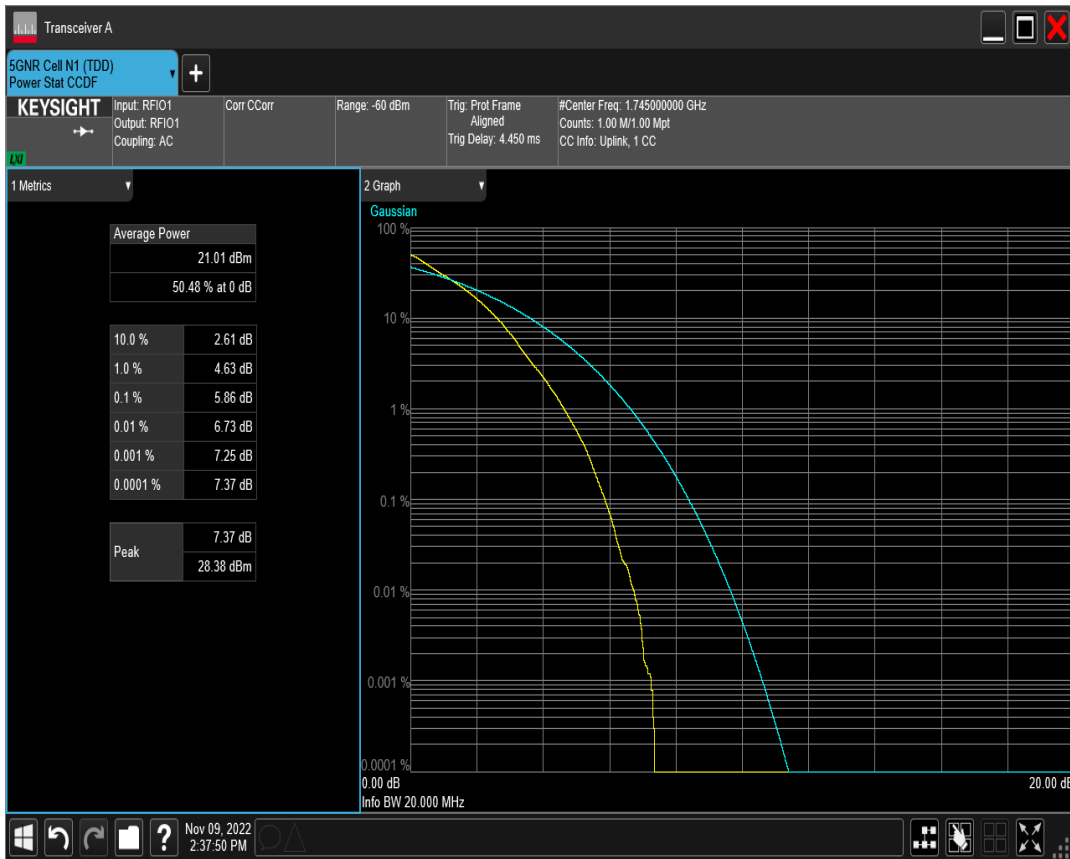 Transceiver A
5GNR Cell N1 (TDD)
Power Stat CCDF
+
KEYSIGHT
LXI
Input: RFIO1
Output: RFIO1
Coupling: AC
Corr CCorr
Range: -60 dBm
Trig: Prot Frame
Aligned
Trig Delay: 4.450 ms
#Center Freq: 1.745000000 GHz
Counts: 1.00 M/1.00 Mpt
CC Info: Uplink, 1 CC
1 Metrics
Average Power
21.01 dBm
50.48 % at 0 dB
10.0 % 2.61 dB
1.0 % 4.63 dB
0.1 % 5.86 dB
0.01 % 6.73 dB
0.001 % 7.25 dB
0.0001 % 7.37 dB
Peak
7.37 dB
28.38 dBm
2 Graph
Gaussian
100 %
10 %
1 %
0.1 %
0.01 %
0.001 %
0.0001 %
0.00 dB 20.00 dB
Info BW 20.000 MHz
?
Nov 09, 2022
2:37:50 PM